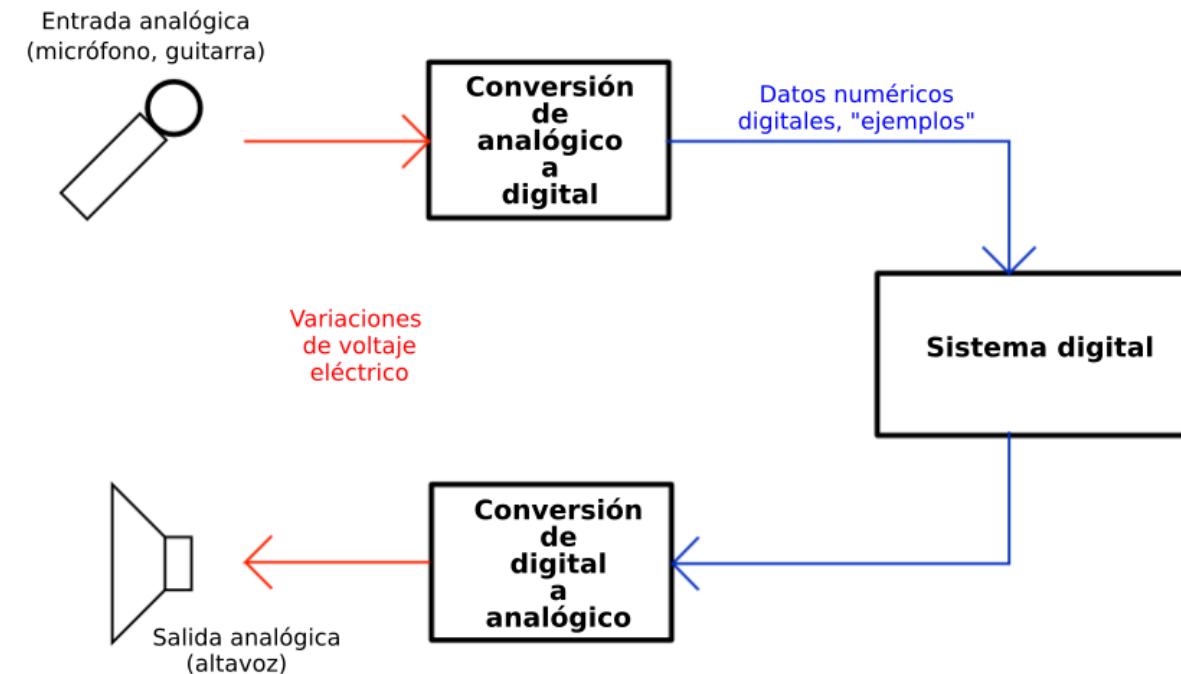 Entrada analógica
(micrófono, guitarra)
Conversión
de
analógico
a
digital
Datos numéricos
digitales, "ejemplos"
Variaciones
de voltaje
eléctrico
Sistema digital
Conversión
de
digital
a
analógico
Salida analógica
(altavoz)